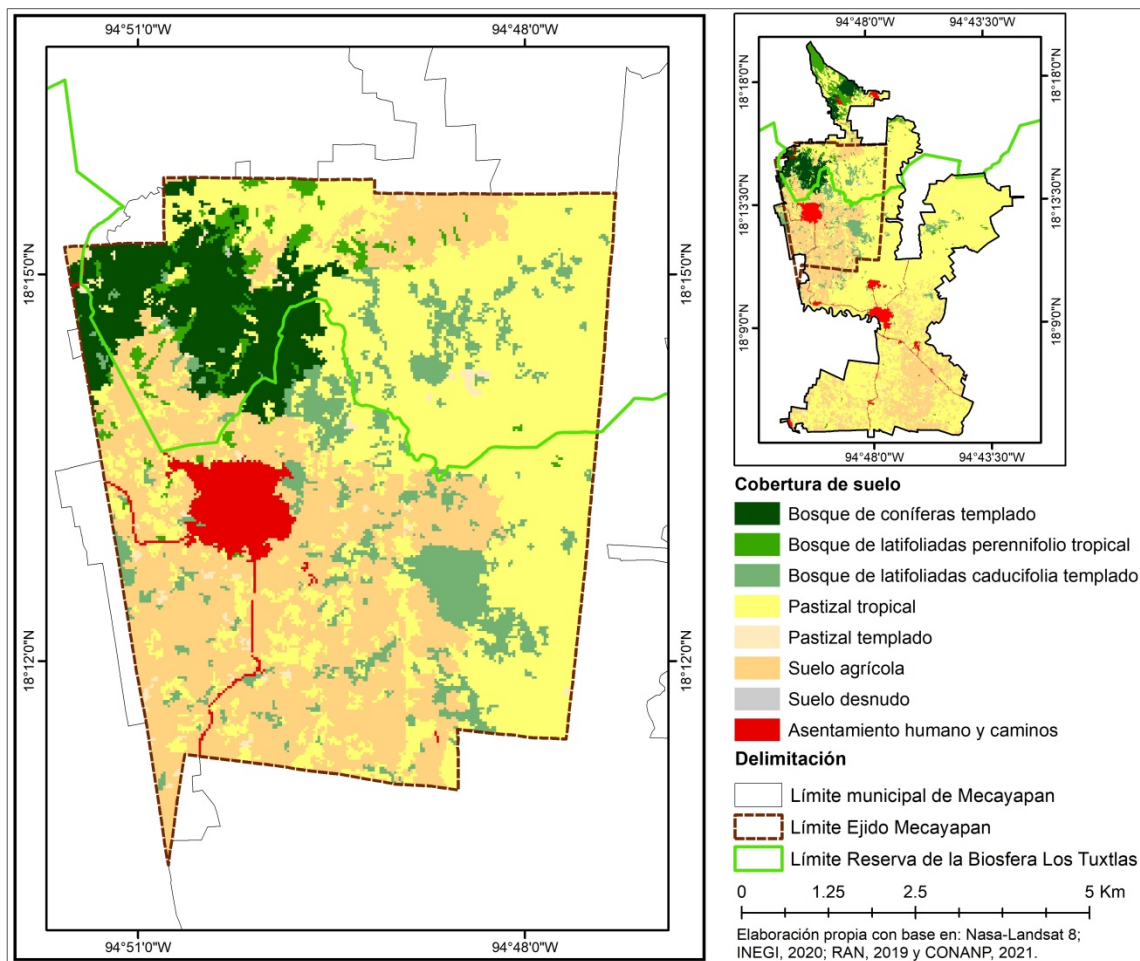 94°51'0"W
94°48'0"W
18°15'0"N
18°12'0"N
18°15'0"N
18°12'0"N
94°51'0"W
94°48'0"W
94°48'0"W
94°43'30"W
18°18'0"N
18°13'30"N
18°9'0"N
18°18'0"N
18°13'30"N
18°9'0"N
94°48'0"W
94°43'30"W
Cobertura de suelo
Bosque de coníferas templado
Bosque de latifoliadas perennifolio tropical
Bosque de latifoliadas caducifolia templado
Pastizal tropical
Pastizal templado
Suelo agrícola
Suelo desnudo
Asentamiento humano y caminos
Delimitación
Límite municipal de Mecayapan
Límite Ejido Mecayapan
Límite Reserva de la Biosfera Los Tuxtlas
0 1.25 2.5 5 Km
Elaboración propia con base en: Nasa-Landsat 8;
INEGI, 2020; RAN, 2019 y CONANP, 2021.